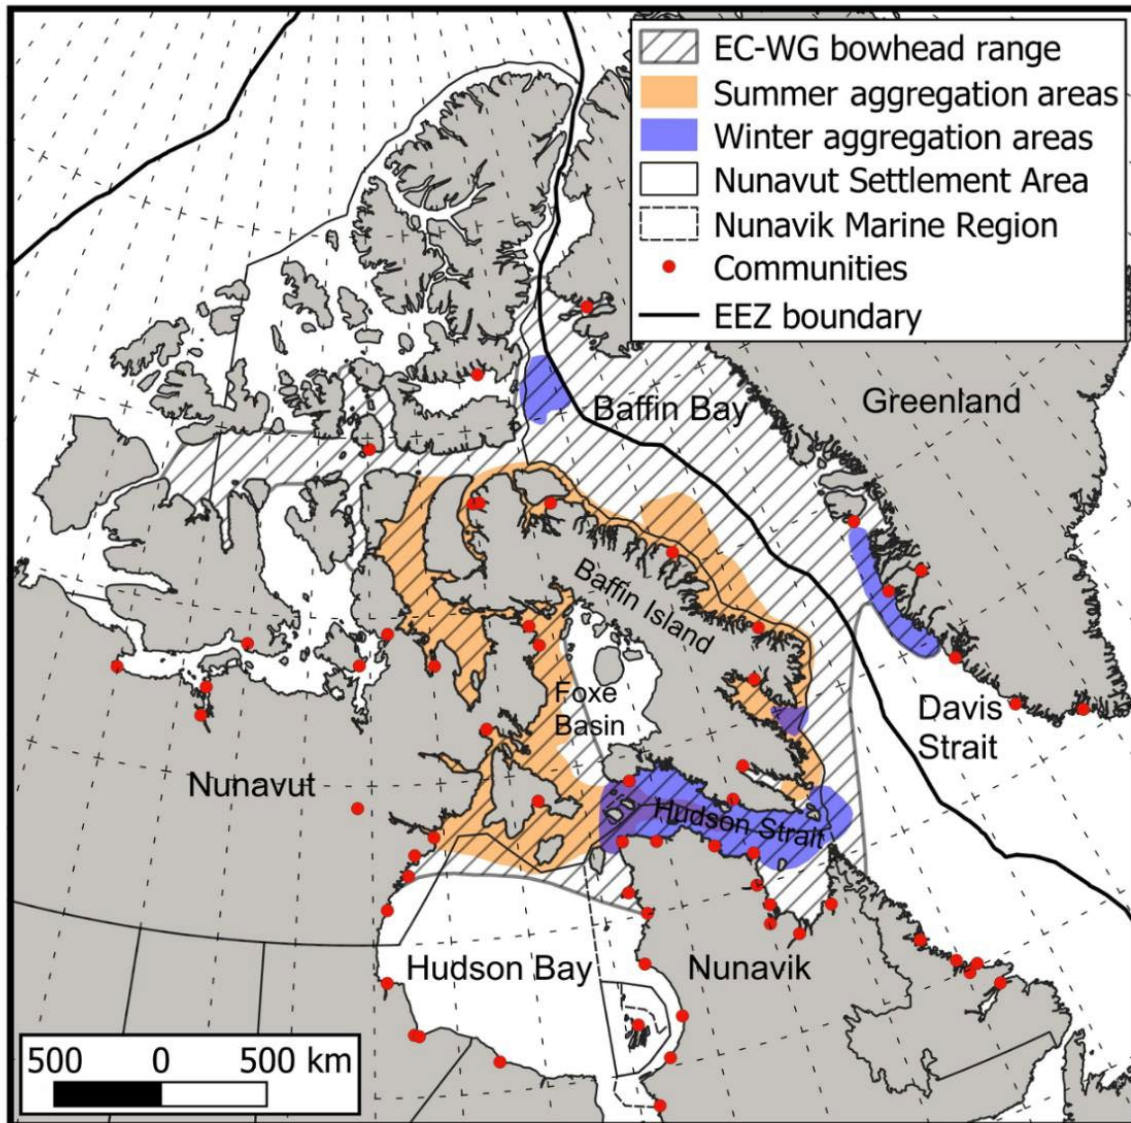 EC-WG bowhead range
Summer aggregation areas
Winter aggregation areas
Nunavut Settlement Area
Nunavik Marine Region
Communities
EEZ boundary
Baffin Bay
Greenland
Baffin Island
Foxe
Basin
Davis
Strait
Nunavut
Hudson Strait
Hudson Bay
Nunavik
500 0 500 km